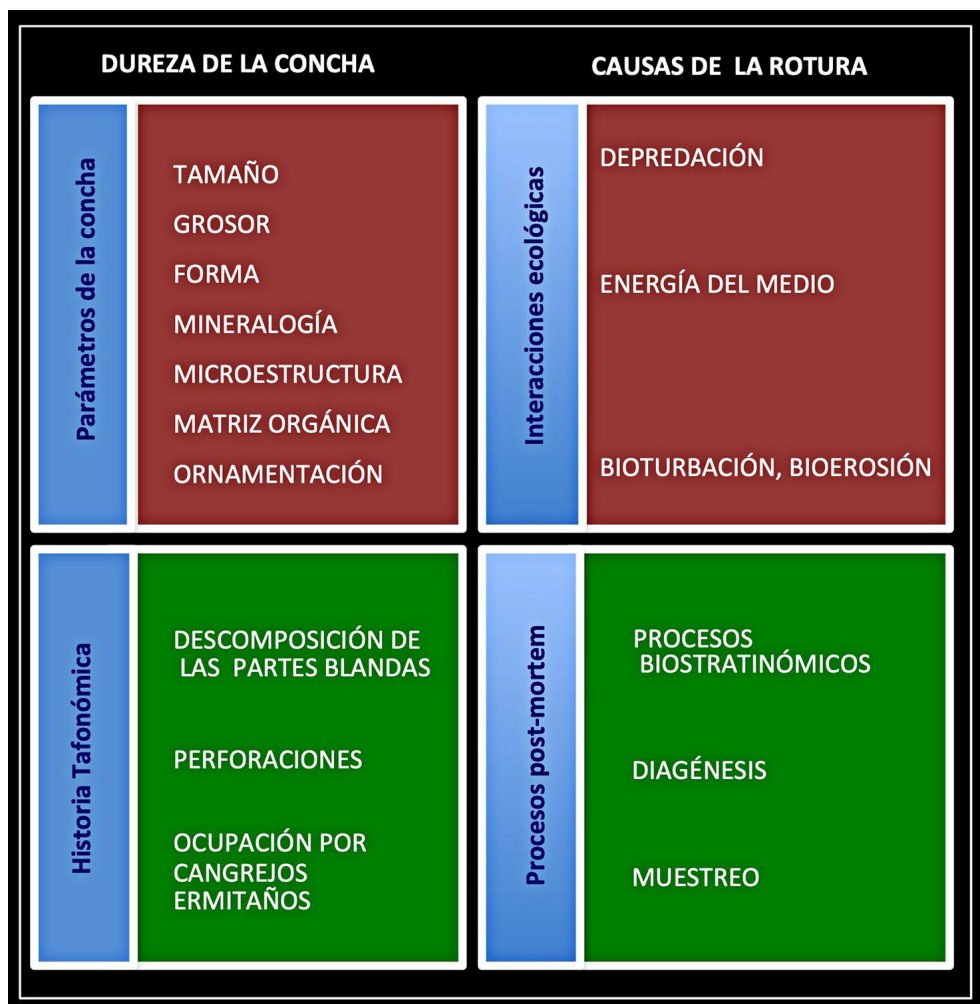 DUREZA DE LA CONCHA
CAUSAS DE LA ROTURA
Parámetros de la concha
TAMAÑO
GROSOR
FORMA
MINERALOGÍA
MICROESTRUCTURA
MATRIZ ORGÁNICA
ORNAMENTACIÓN
Interacciones ecológicas
DEPREDACIÓN
ENERGÍA DEL MEDIO
BIOTURBACIÓN, BIOEROSIÓN
Historia Tafonómica
DESCOMPOSICIÓN DE
LAS PARTES BLANDAS
PERFORACIONES
OCUPACIÓN POR
CANGREJOS
ERMITAÑOS
Procesos post-mortem
PROCESOS
BIOSTRATINÓMICOS
DIAGÉNESIS
MUESTREO